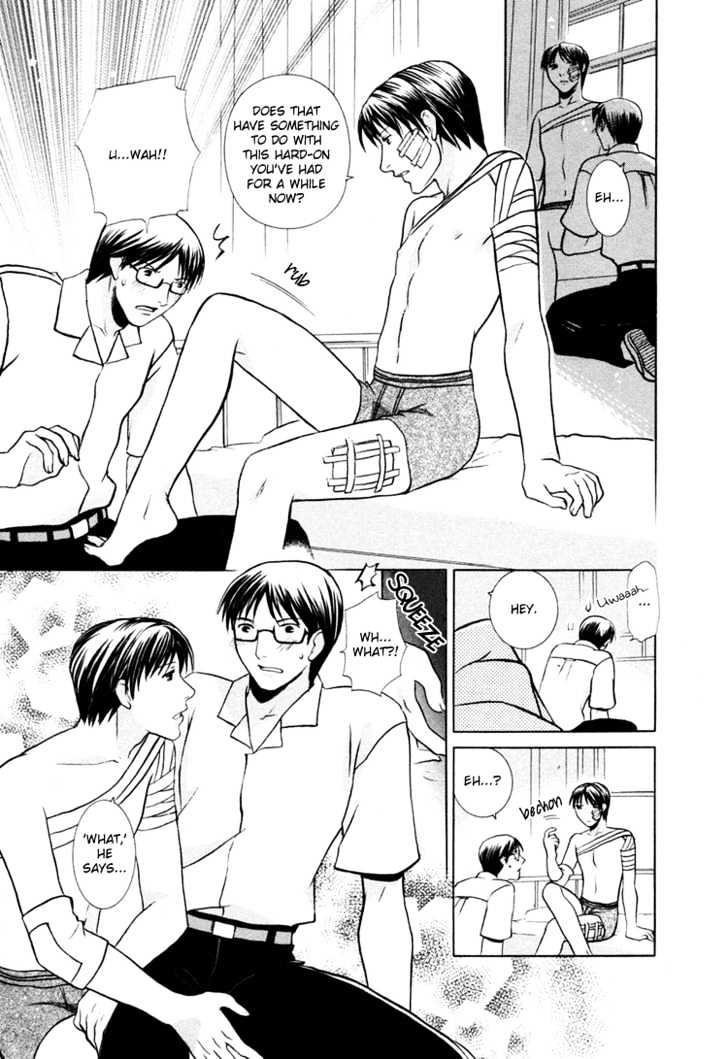 EH...
DOES THAT
HAVE SOMETHING
TO DO WITH
THIS HARD-ON
YOU'VE HAD
FOR A WHILE
NOW?
rub
U...WAH!!
...
Uwaaah
HEY.
beckon
EH...?
SQUEEZE
WH...
WHAT?!
'WHAT,'
HE
SAYS...